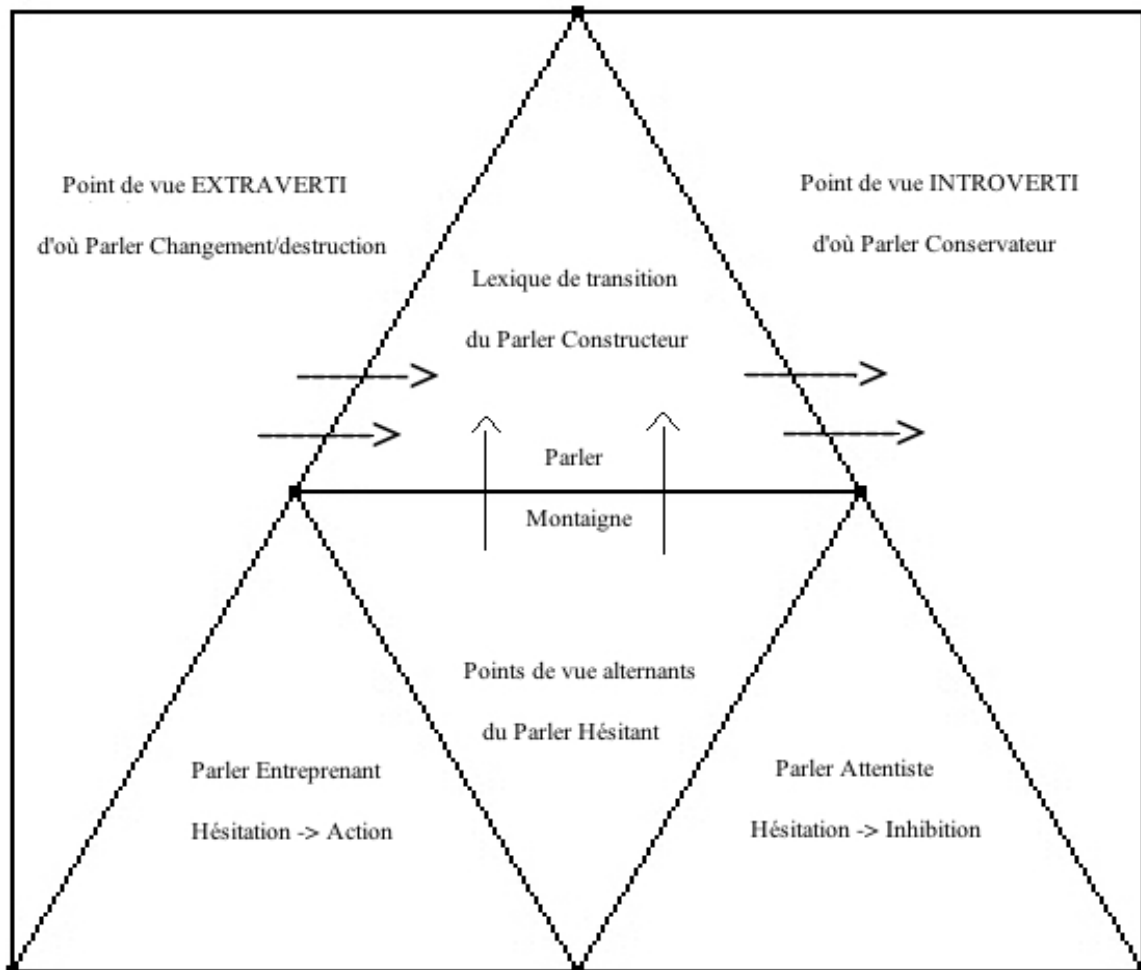 Point de vue EXTRAVERTI
d'où Parler Changement/destruction
Point de vue INTROVERTI
d'où Parler Conservateur
Lexique de transition
du Parler Constructeur
Parler
Montaigne
Points de vue alternants
du Parler Hésitant
Parler Entreprenant
Hésitation -> Action
Parler Attentiste
Hésitation -> Inhibition